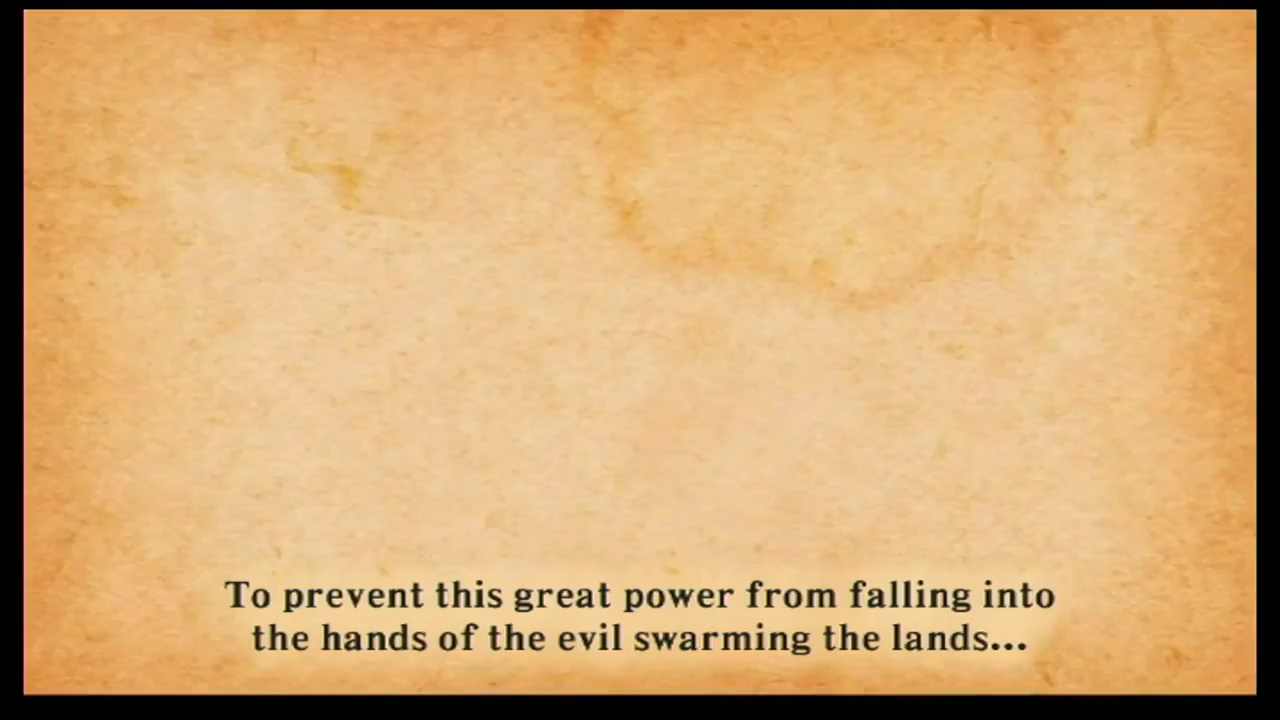 To prevent this great power from falling into
the hands of the evil swarming the lands...